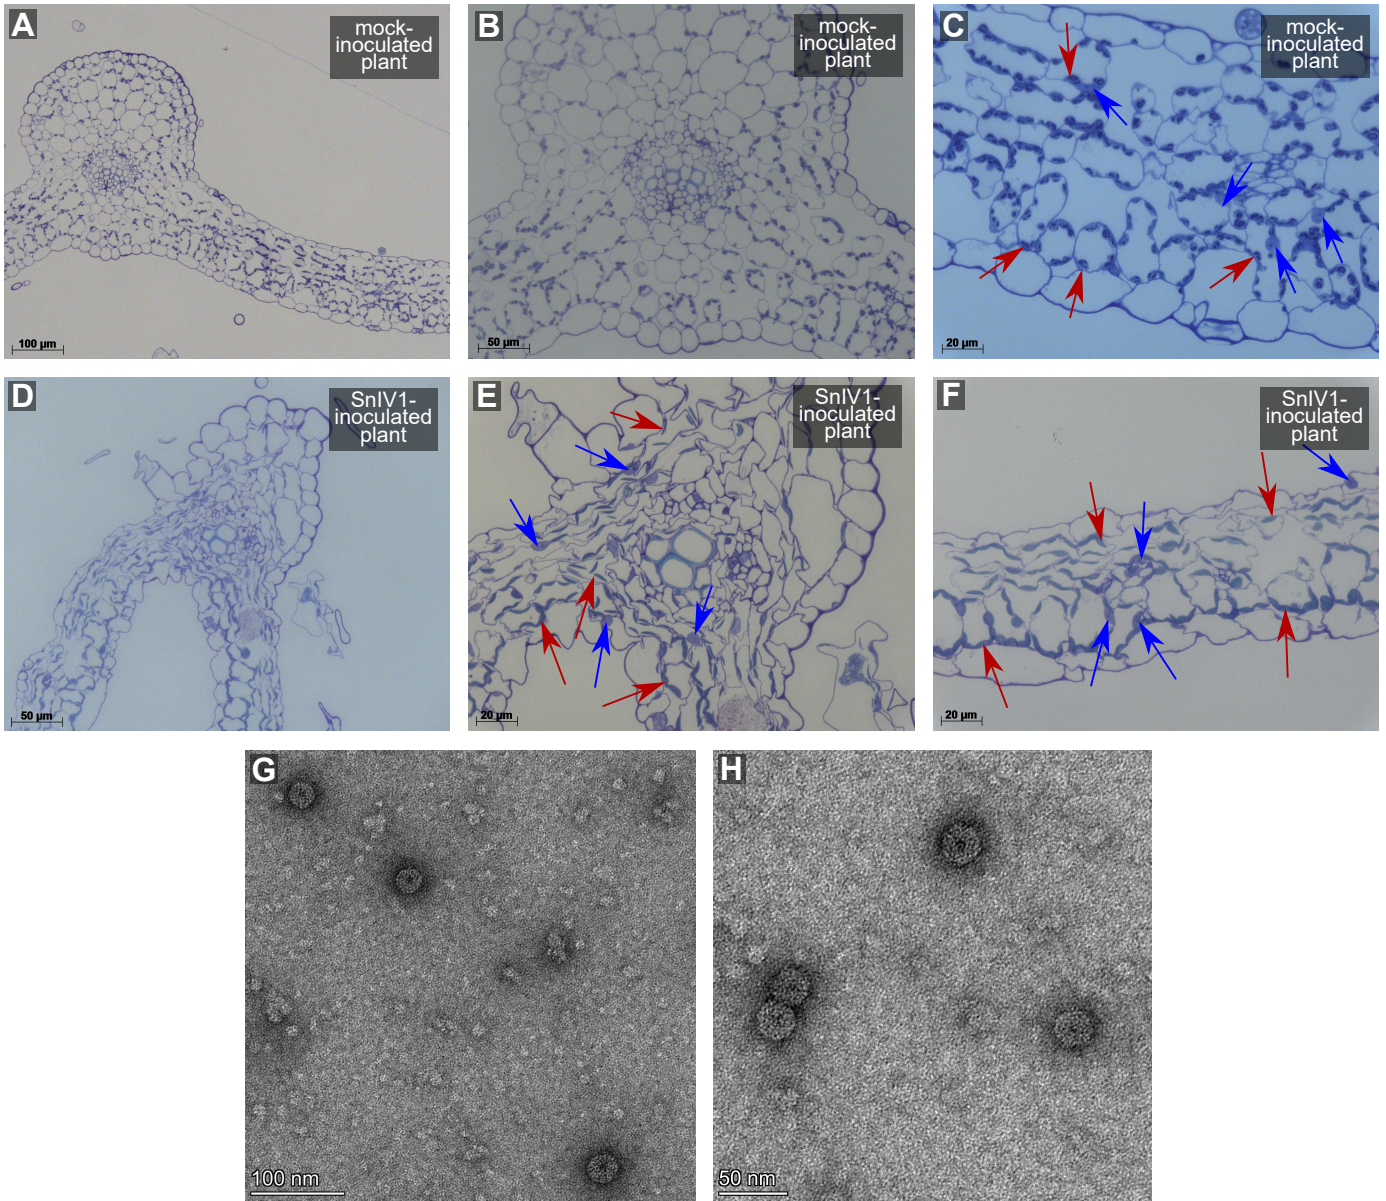 A
mock-
inoculated
plant
100 µm
B
mock-
inoculated
plant
50 µm
C
mock-
inoculated
plant
20 µm
D
SnIV1-
inoculated
plant
50 µm
E
SnIV1-
inoculated
plant
20 µm
F
SnIV1-
inoculated
plant
20 µm
G
100 nm
H
50 nm